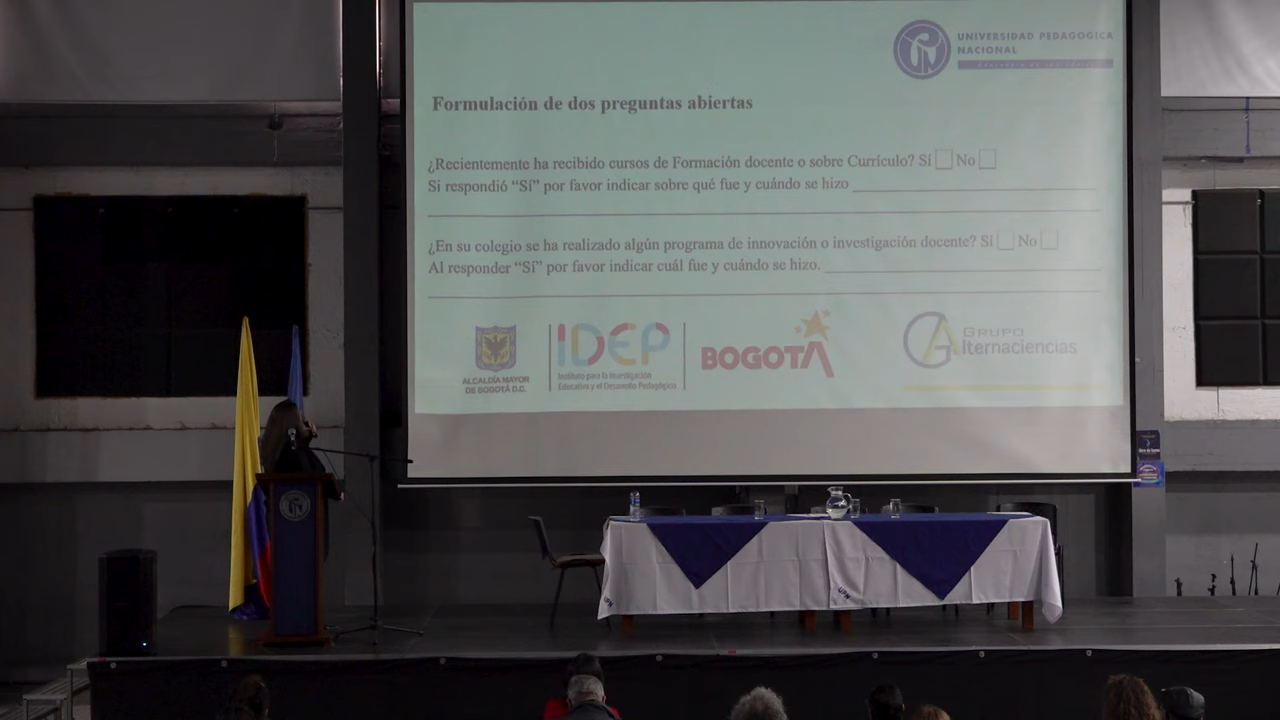 UNIVERSIDAD PEDAGOGICA
NACIONAL
Formulación de dos preguntas abiertas
¿Recientemente ha recibido cursos de Formación docente o sobre Currículo? Sí No
Si respondió “Sí” por favor indicar sobre qué fue y cuándo se hizo
¿En su colegio se ha realizado algún programa de innovación o investigación docente? Sí No
Al responder “Sí” por favor indicar cuál fue y cuándo se hizo.
ALCALDÍA MAYOR
DE BOGOTÁ D.C.
IDEP
Instituto para la Investigación
Educativa y el Desarrollo Pedagógico
BOGOTÁ
GRUPO
Alternaciencias
UPN
UPN